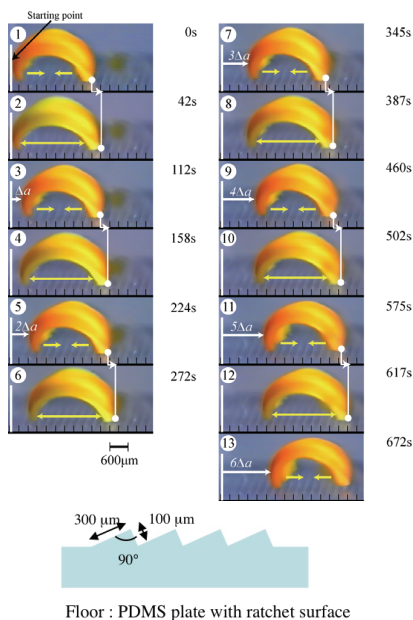 Starting point
1
0s
2
42s
3
Δa
112s
4
158s
5
2Δa
224s
6
272s
600μm
7
3Δa
345s
8
387s
9
4Δa
460s
10
502s
11
5Δa
575s
12
617s
13
6Δa
672s
300 μm
100 μm
90°
Floor : PDMS plate with ratchet surface